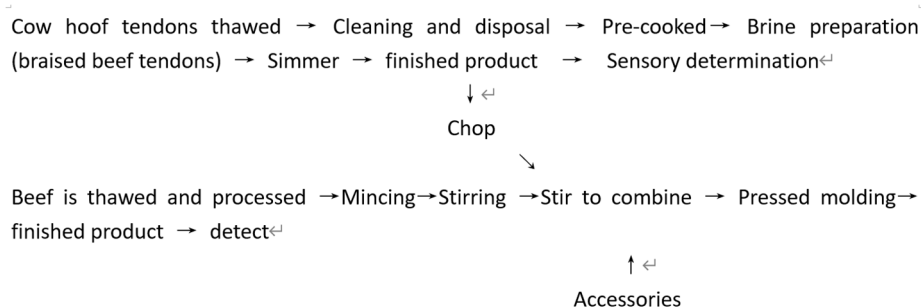 Cow hoof tendons thawed → Cleaning and disposal → Pre-cooked→ Brine preparation
(braised beef tendons) → Simmer → finished product → Sensory determination↵
↓ ↵
Chop
↘
Beef is thawed and processed →Mincing→Stirring →Stir to combine → Pressed molding→
finished product → detect↵
↑ ↵
Accessories